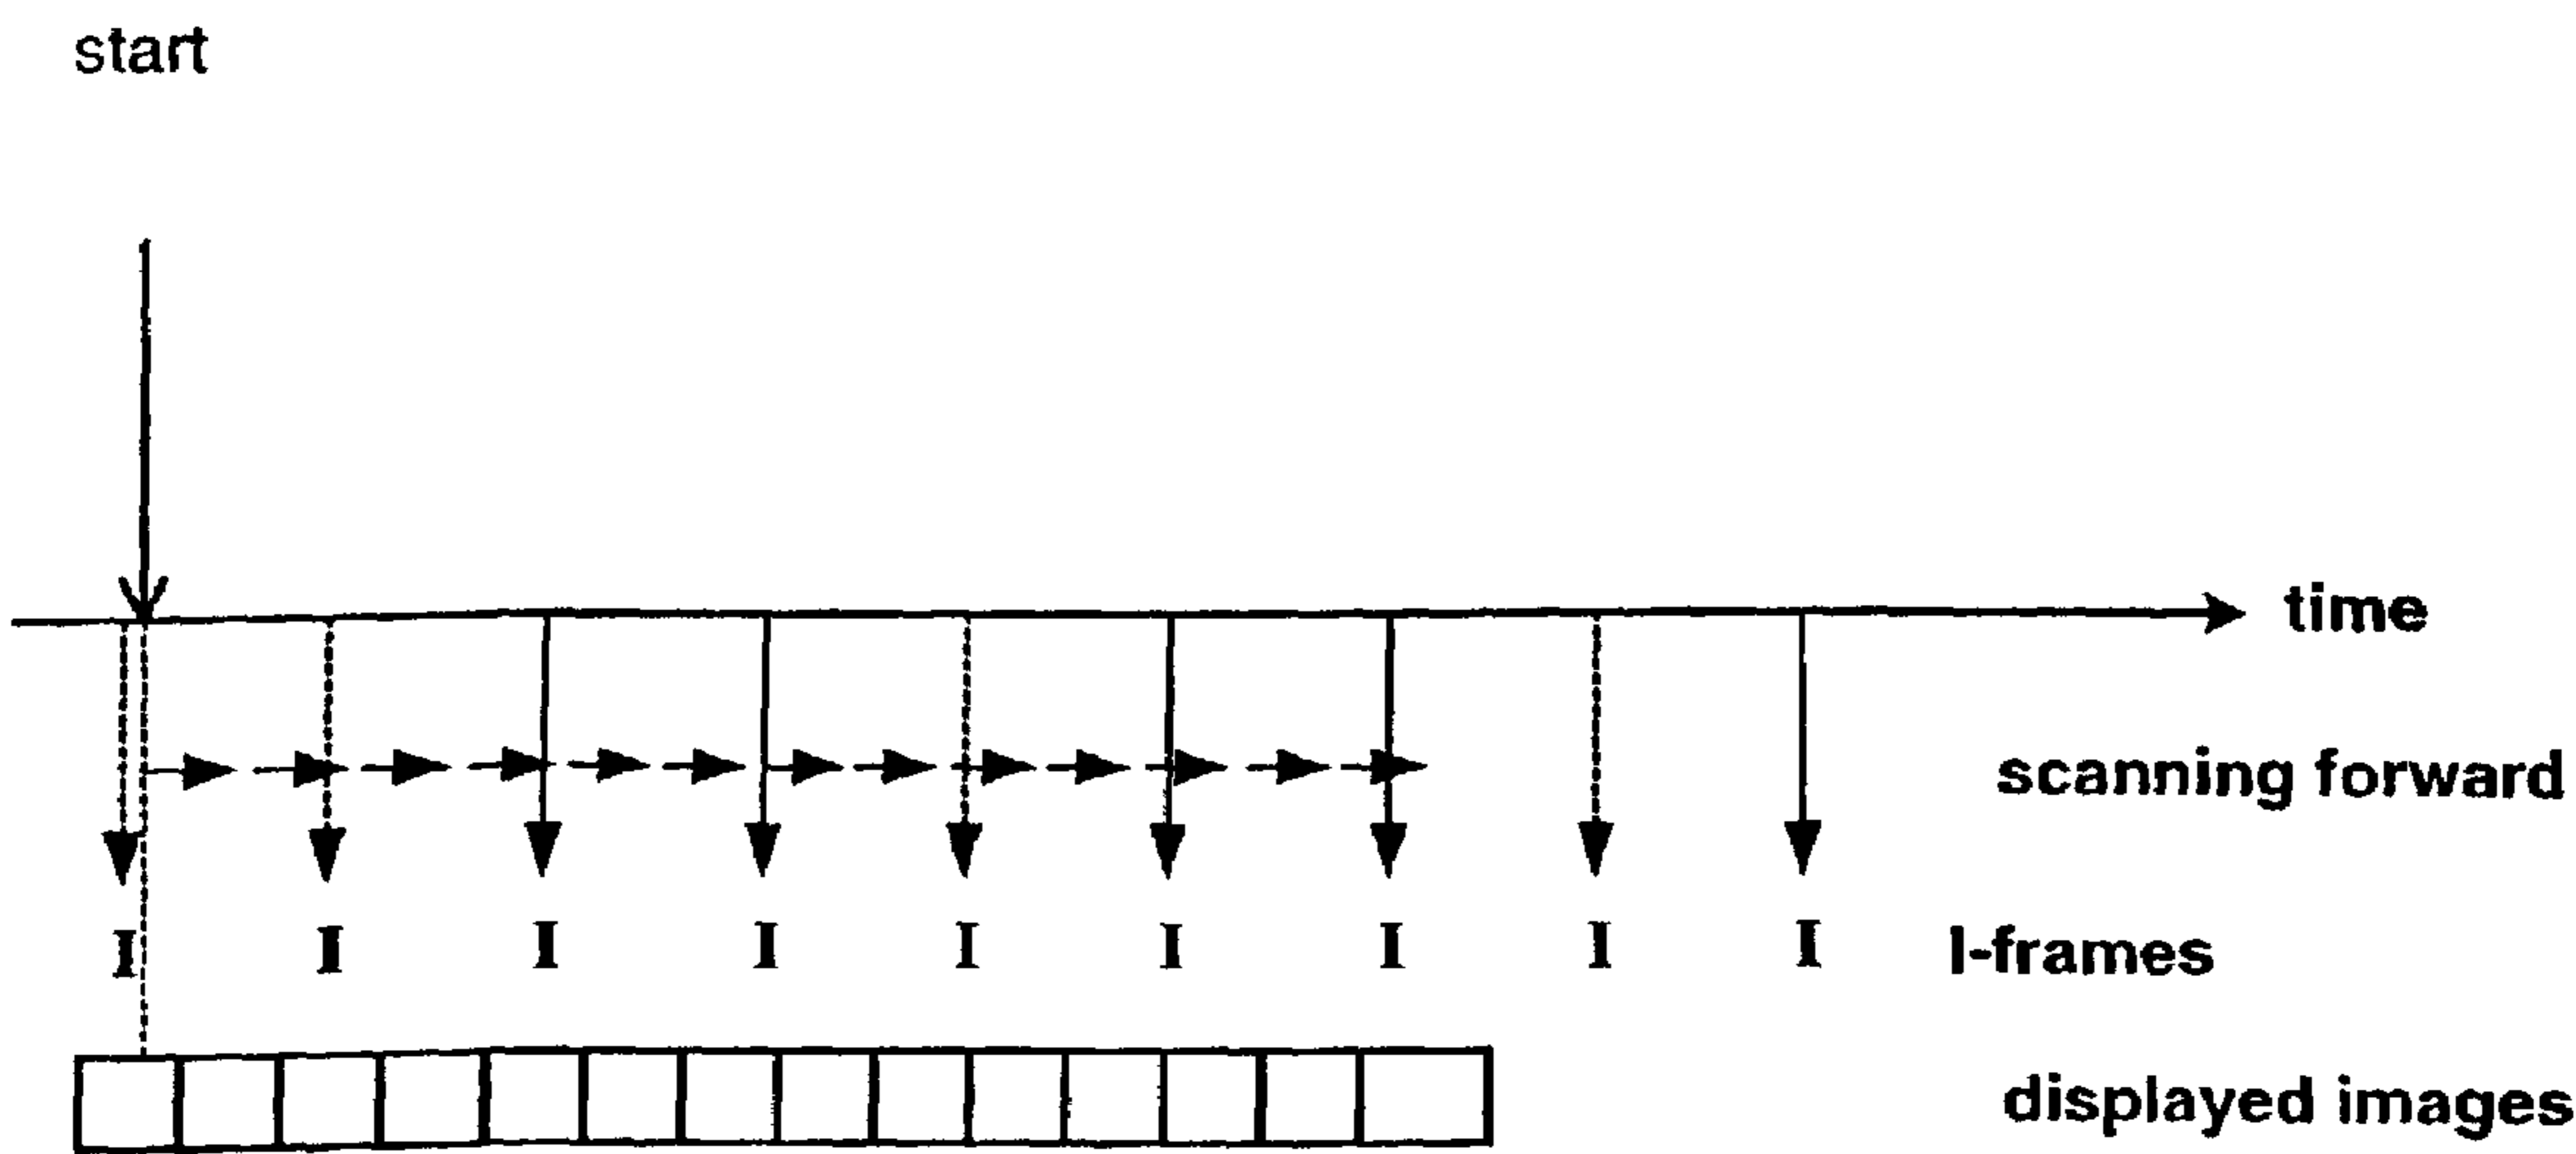 start
time
scanning forward
I I I I I I I I I I-frames
displayed images